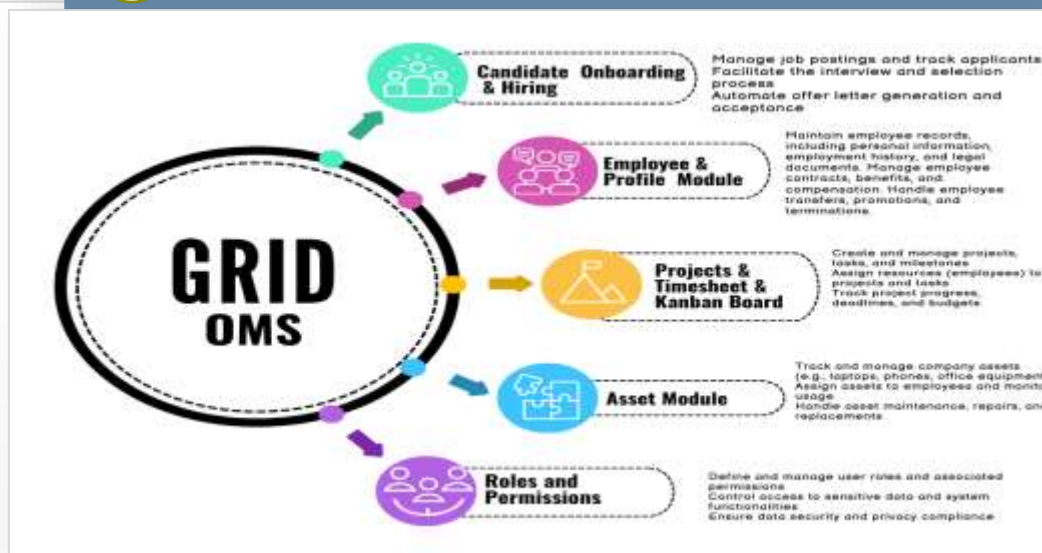 GRID
OMS
Candidate Onboarding
& Hiring
Manage job postings and track applicants
Facilitate the interview and selection
process
Automate offer letter generation and
acceptance
Employee &
Profile Module
Maintain employee records,
including personal information,
employment history, and legal
documents. Manage employee
contracts, benefits, and
compensation. Handle employee
transfers, promotions, and
terminations.
Projects &
Timesheet &
Kanban Board
Create and manage projects,
tasks, and milestones
Assign resources (employees) to
projects and tasks
Track project progress,
deadlines, and budgets
Asset Module
Track and manage company assets
(e.g., laptops, phones, office equipment
Assign assets to employees and monito
usage
Handle asset maintenance, repairs, and
replacements
Roles and
Permissions
Define and manage user roles and associated
permissions
Control access to sensitive data and system
functionalities
Ensure data security and privacy compliance